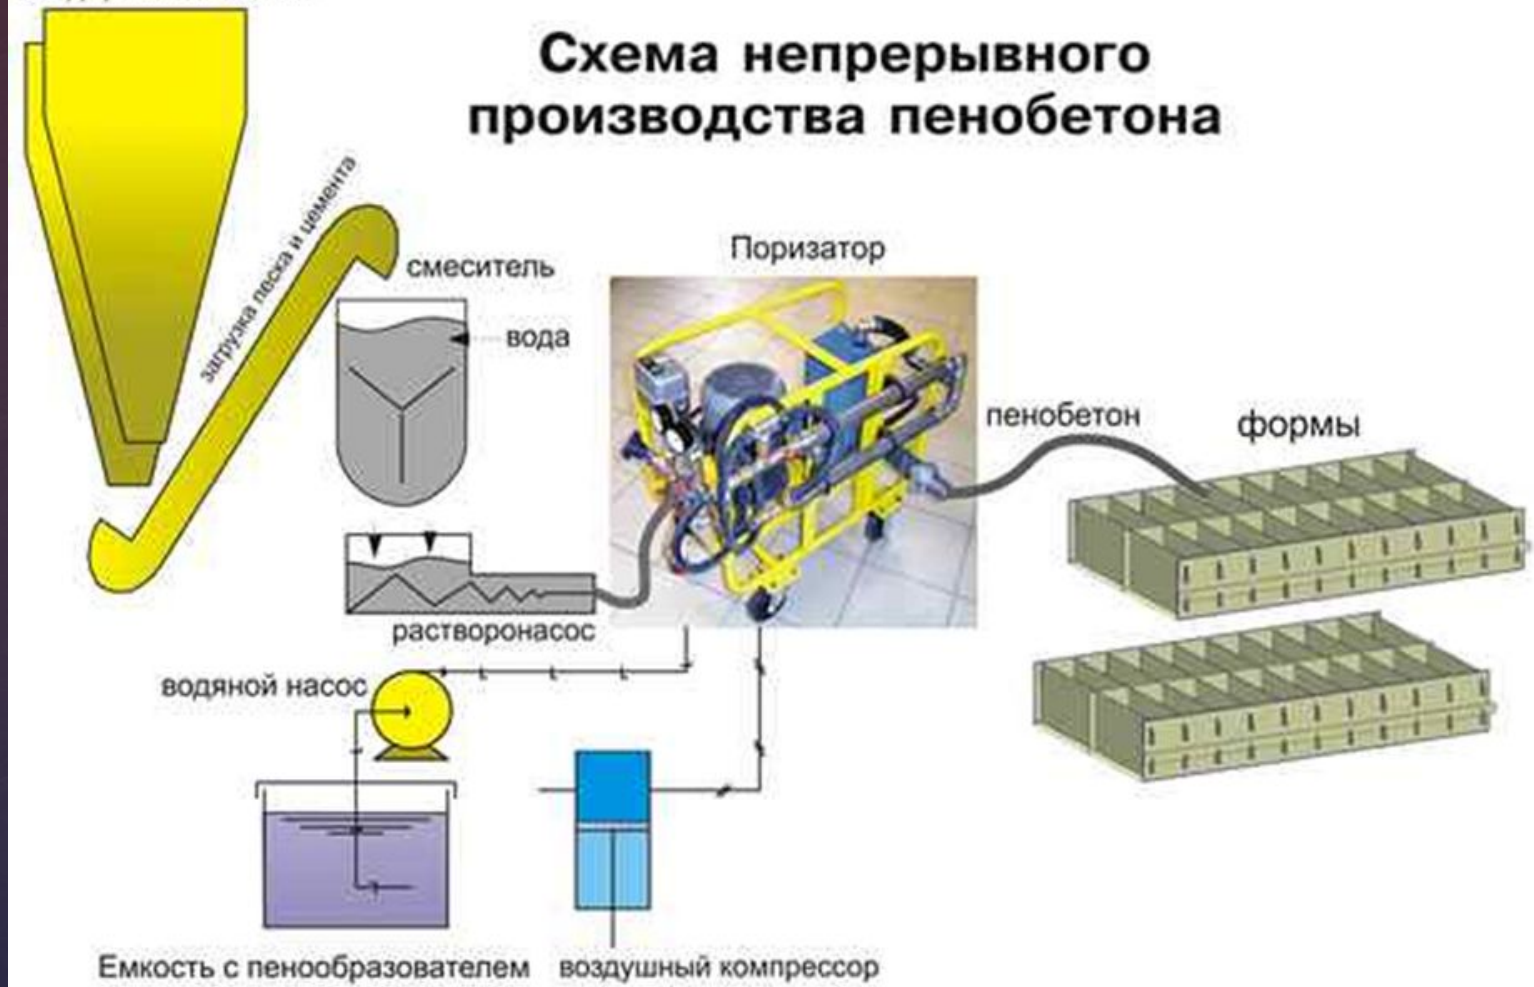 Схема непрерывного
производства пенобетона
загрузка песка и цемента
смеситель
вода
Поризатор
пенобетон
формы
растворонасос
водяной насос
Емкость с пенообразователем
воздушный компрессор